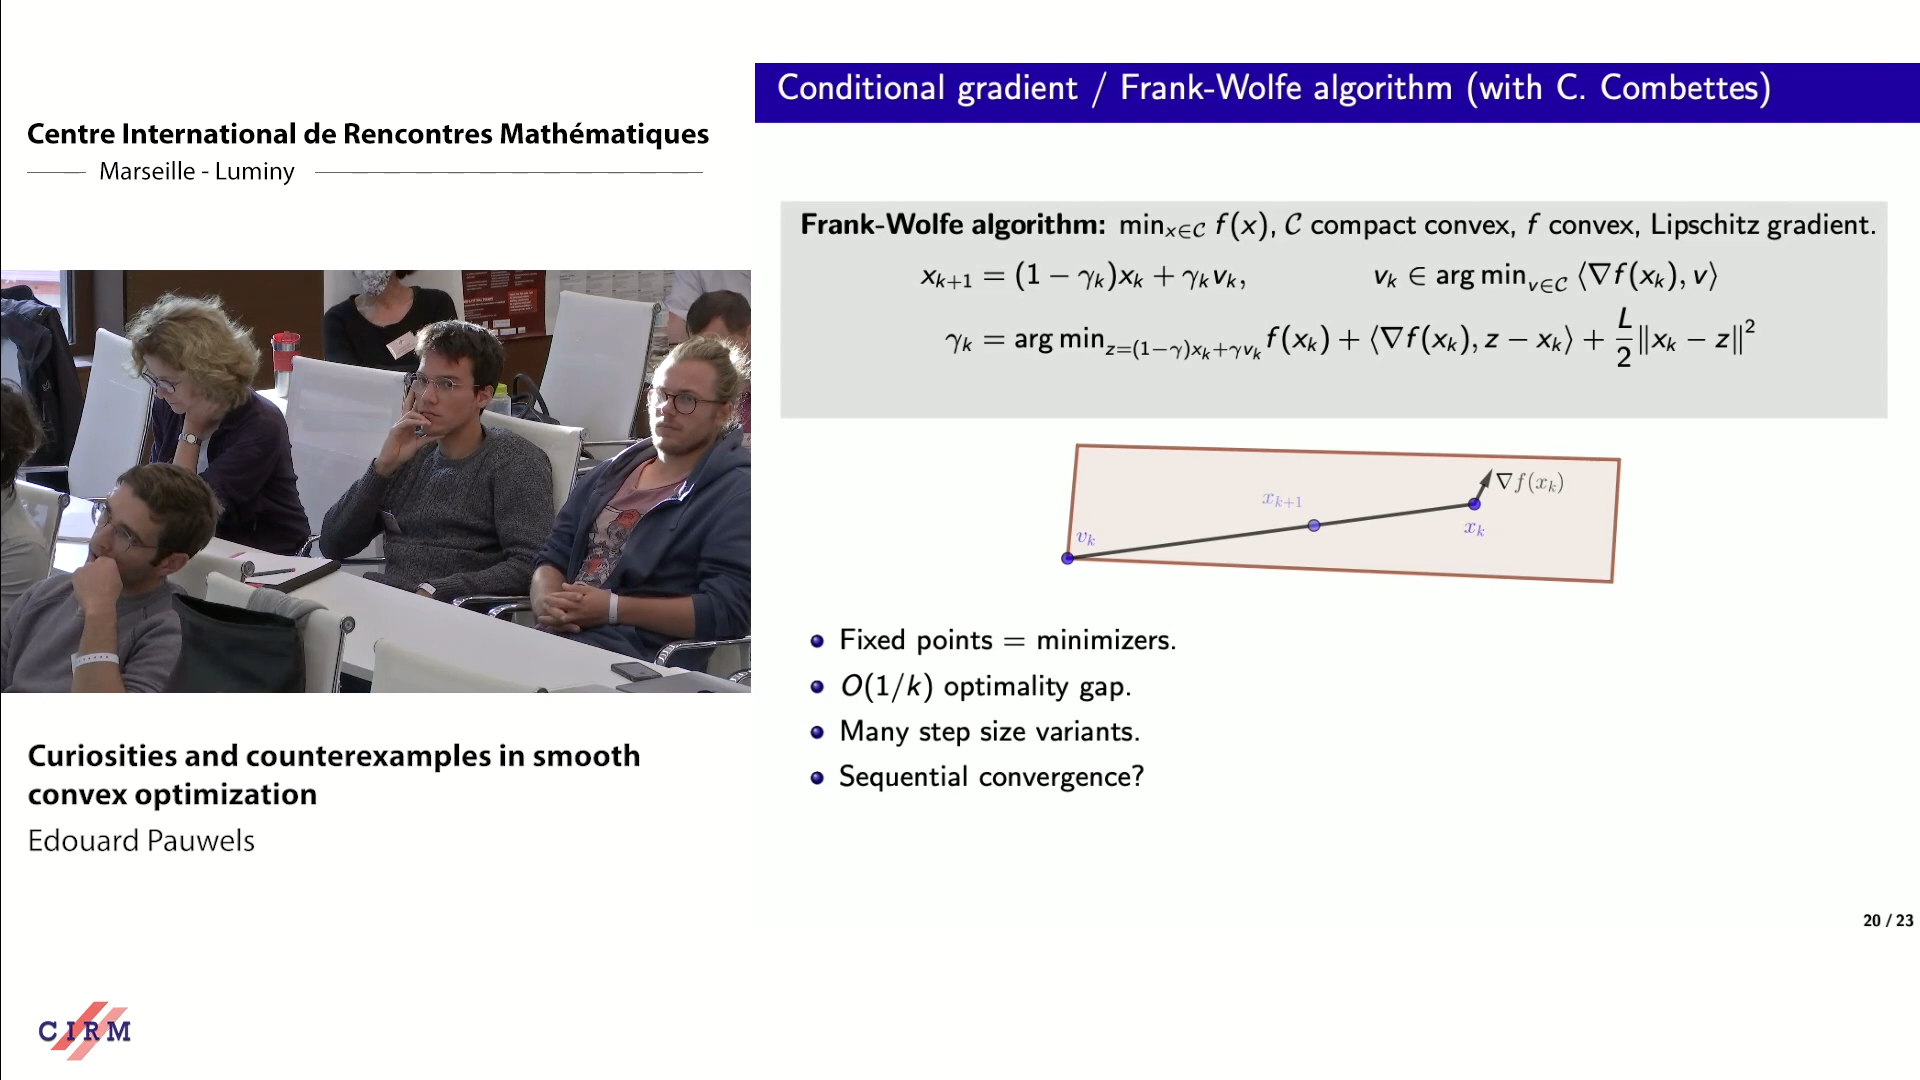 Centre International de Rencontres Mathématiques
Marseille - Luminy
Curiosities and counterexamples in smooth
convex optimization
Edouard Pauwels
CIRM
Conditional gradient / Frank-Wolfe algorithm (with C. Combettes)
Frank-Wolfe algorithm: min_{x∈𝒞} f(x), 𝒞 compact convex, f convex, Lipschitz gradient.
x_{k+1} = (1 − γ_k)x_k + γ_k v_k, v_k ∈ arg min_{v∈𝒞} ⟨∇f(x_k), v⟩
γ_k = arg min_{z=(1−γ)x_k+γv_k} f(x_k) + ⟨∇f(x_k), z − x_k⟩ + L/2 ‖x_k − z‖²
∇f(x_k)
x_{k+1}
x_k
v_k
• Fixed points = minimizers.
• O(1/k) optimality gap.
• Many step size variants.
• Sequential convergence?
20 / 23